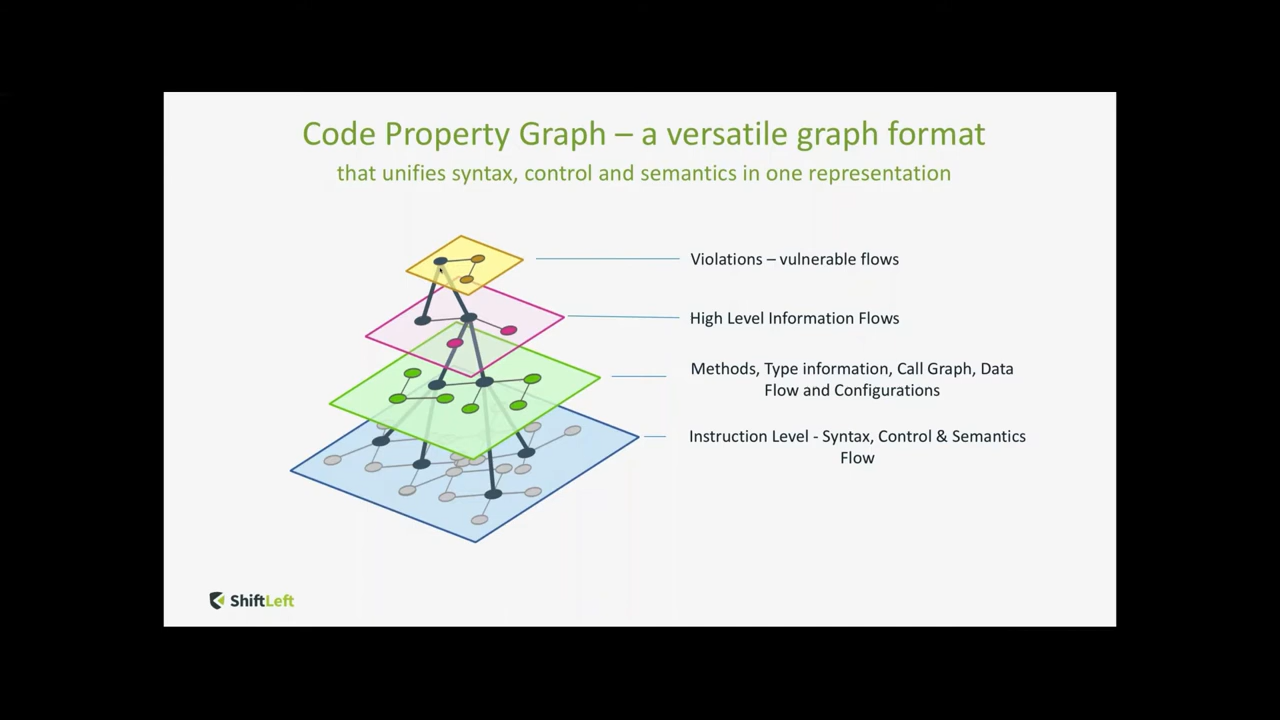 Code Property Graph – a versatile graph format
that unifies syntax, control and semantics in one representation
Violations – vulnerable flows
High Level Information Flows
Methods, Type information, Call Graph, Data
Flow and Configurations
Instruction Level - Syntax, Control & Semantics
Flow
ShiftLeft